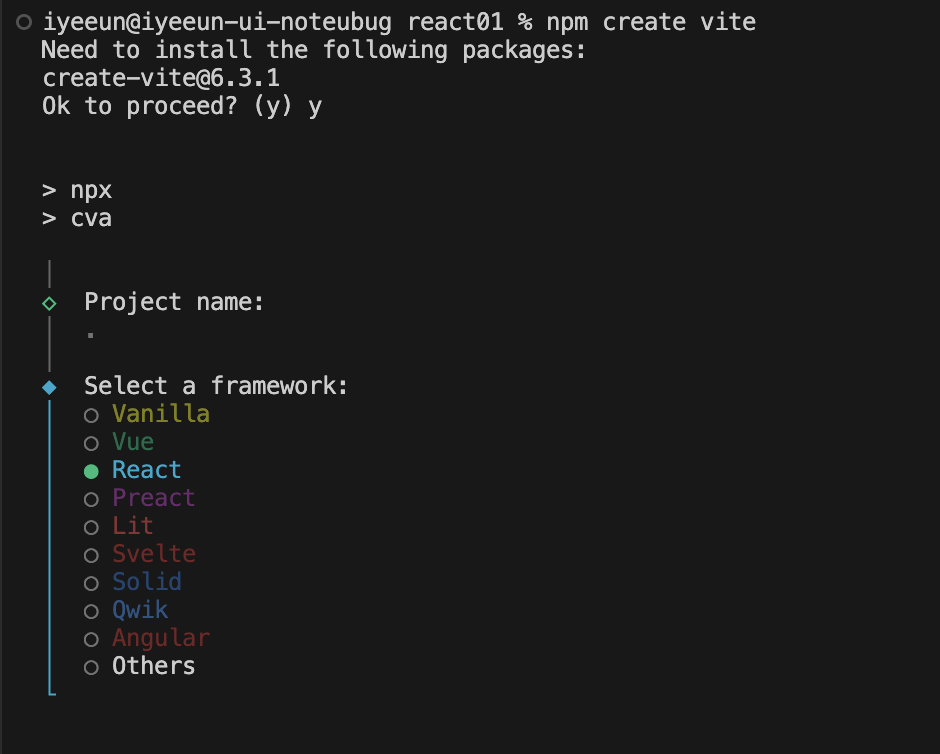 iyeeun@iyeeun-ui-noteubug react01 % npm create vite
Need to install the following packages:
create-vite@6.3.1
Ok to proceed? (y) y
> npx
> cva
Project name:
.
Select a framework:
Vanilla
Vue
React
Preact
Lit
Svelte
Solid
Qwik
Angular
Others